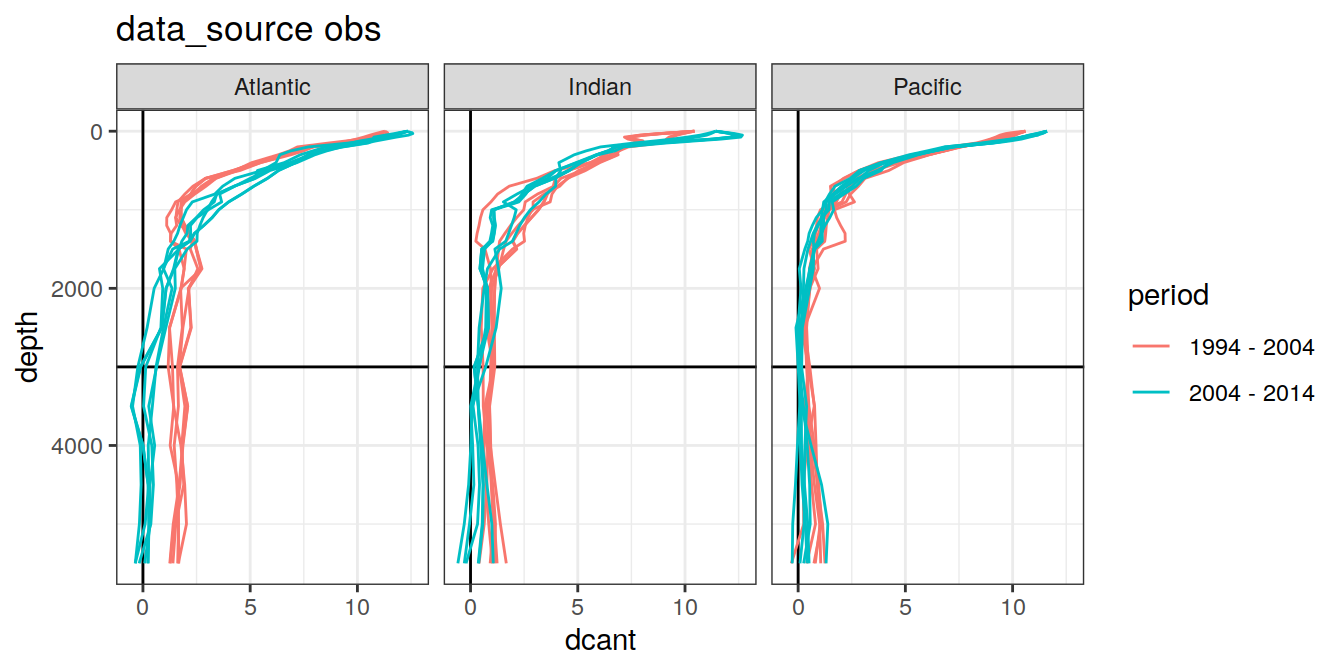 data_source obs
Atlantic Indian Pacific
0
2000
4000
depth
0 5 10 0 5 10 0 5 10
dcant
period
1994 - 2004
2004 - 2014